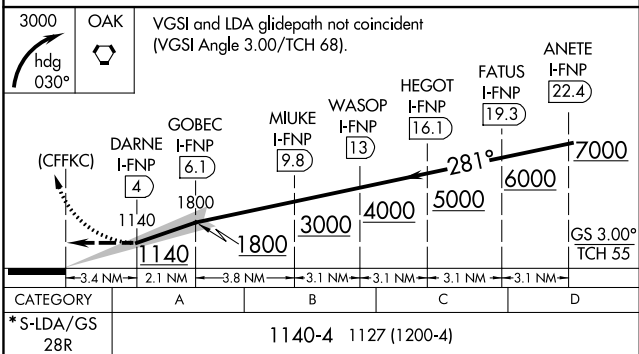 3000
hdg
030°
OAK
VGSI and LDA glidepath not coincident
(VGSI Angle 3.00/TCH 68).
ANETE
I-FNP
22.4
FATUS
I-FNP
19.3
HEGOT
I-FNP
16.1
WASOP
I-FNP
13
MIUKE
I-FNP
9.8
GOBEC
I-FNP
6.1
DARNE
I-FNP
4
(CFFKC)
281°
7000
6000
5000
4000
3000
1800
1800
1140
1140
GS 3.00°
TCH 55
3.4 NM
2.1 NM
3.8 NM
3.1 NM
3.1 NM
3.1 NM
3.1 NM
CATEGORY A B C D
*S-LDA/GS
28R
1140-4 1127 (1200-4)